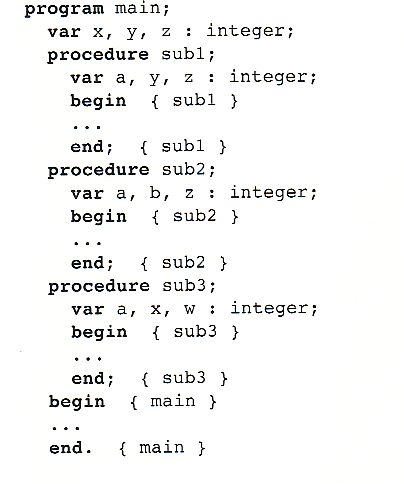 program main;
var x, y, z : integer;
procedure sub1;
var a, y, z : integer;
begin { sub1 }
...
end; { sub1 }
procedure sub2;
var a, b, z : integer;
begin { sub2 }
...
end; { sub2 }
procedure sub3;
var a, x, w : integer;
begin { sub3 }
...
end; { sub3 }
begin { main }
...
end. { main }